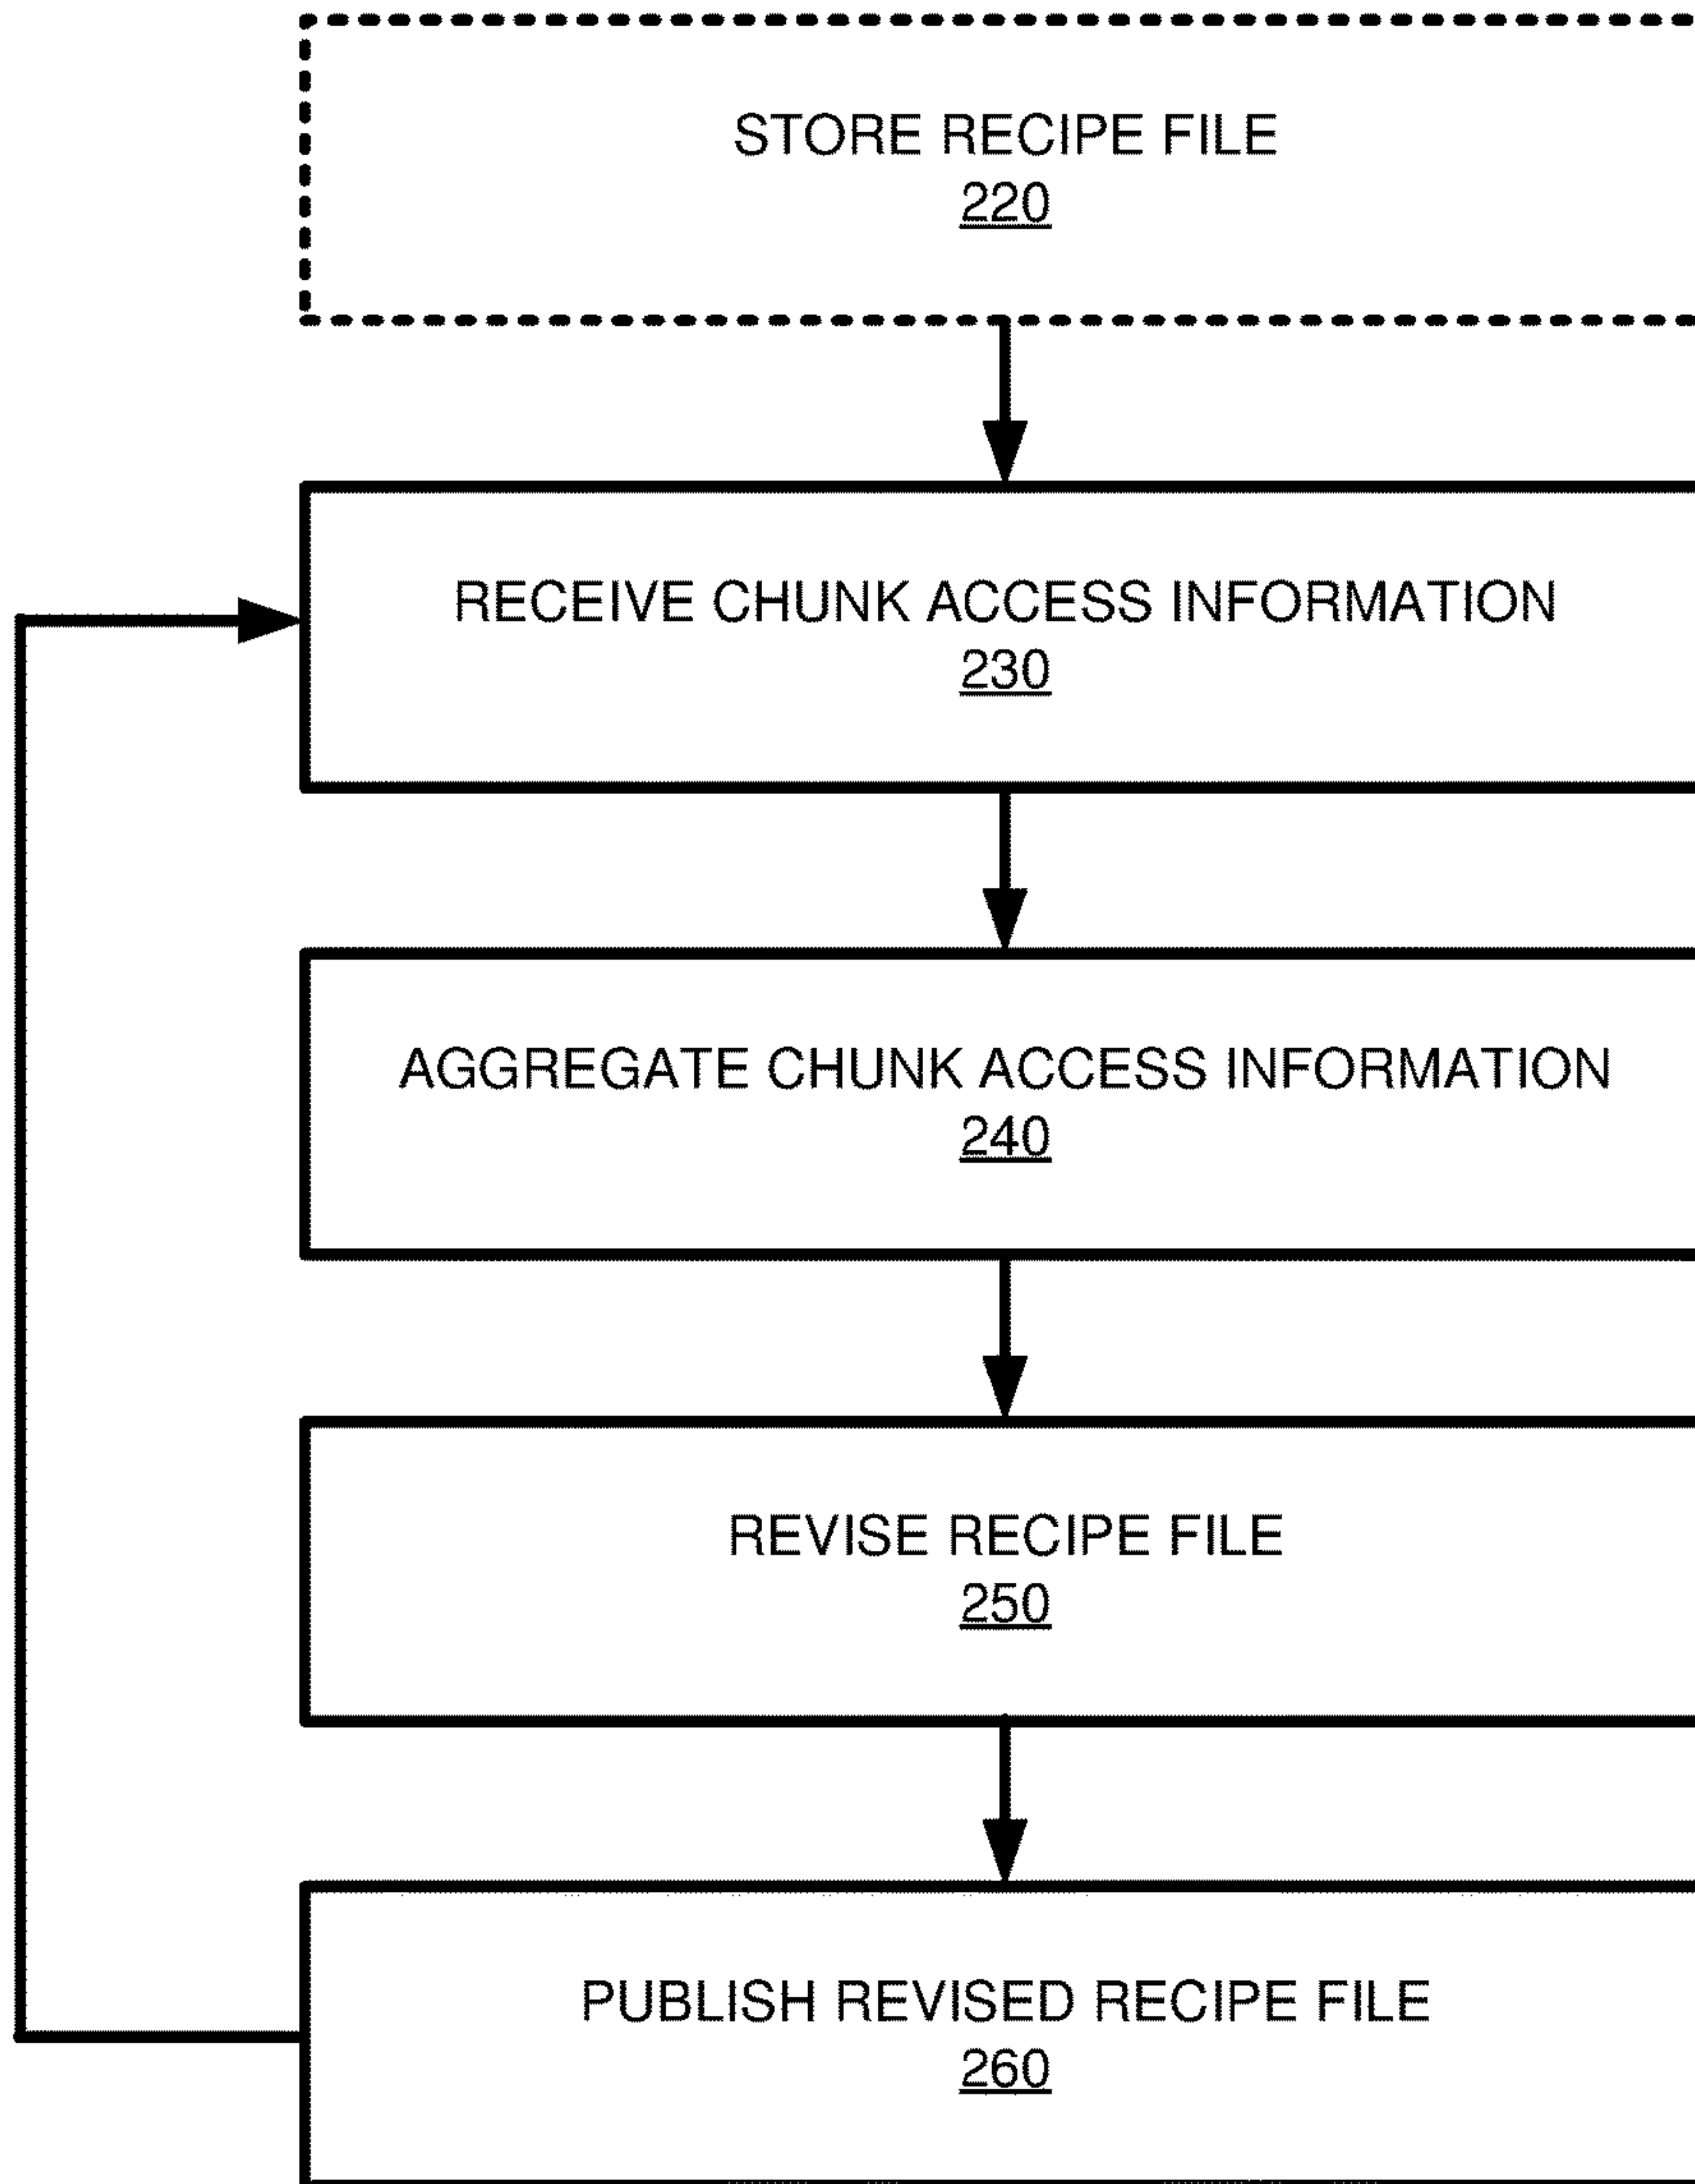 STORE RECIPE FILE
220
RECEIVE CHUNK ACCESS INFORMATION
230
AGGREGATE CHUNK ACCESS INFORMATION
240
REVISE RECIPE FILE
250
PUBLISH REVISED RECIPE FILE
260